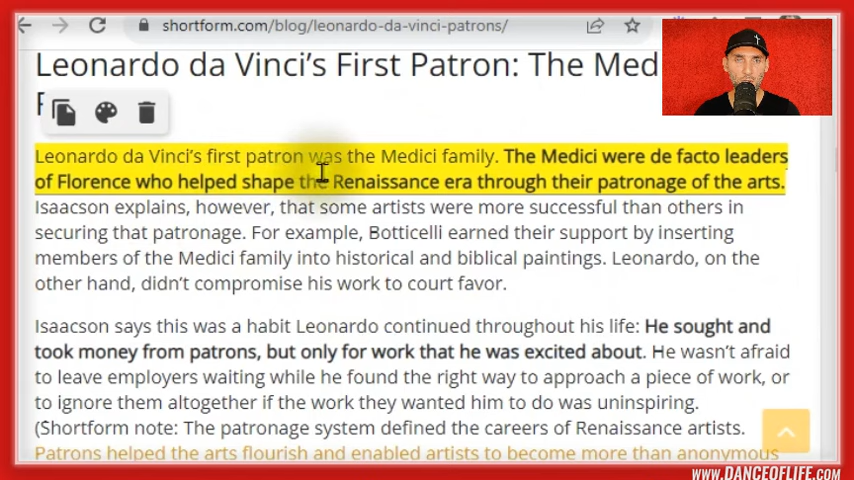 shortform.com/blog/leonardo-da-vinci-patrons/
Leonardo da Vinci's First Patron: The Med
Leonardo da Vinci's first patron was the Medici family. The Medici were de facto leaders
of Florence who helped shape the Renaissance era through their patronage of the arts.
Isaacson explains, however, that some artists were more successful than others in
securing that patronage. For example, Botticelli earned their support by inserting
members of the Medici family into historical and biblical paintings. Leonardo, on the
other hand, didn't compromise his work to court favor.
Isaacson says this was a habit Leonardo continued throughout his life: He sought and
took money from patrons, but only for work that he was excited about. He wasn't afraid
to leave employers waiting while he found the right way to approach a piece of work, or
to ignore them altogether if the work they wanted him to do was uninspiring.
(Shortform note: The patronage system defined the careers of Renaissance artists.
Patrons helped the arts flourish and enabled artists to become more than anonymous
WWW.DANCEOFLIFE.COM